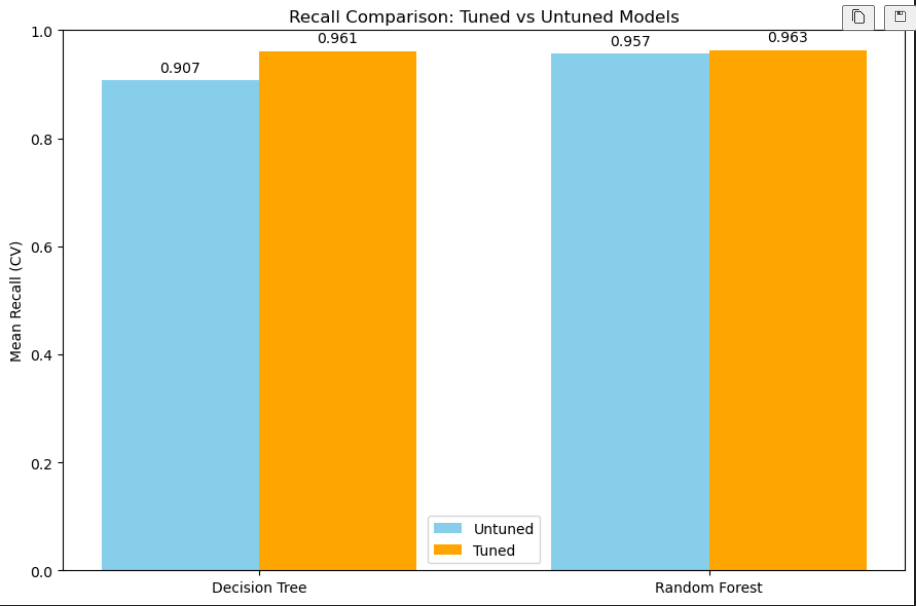 Recall Comparison: Tuned vs Untuned Models
1.0
0.8
0.6
0.4
0.2
0.0
Mean Recall (CV)
0.907
0.961
0.957
0.963
Untuned
Tuned
Decision Tree
Random Forest